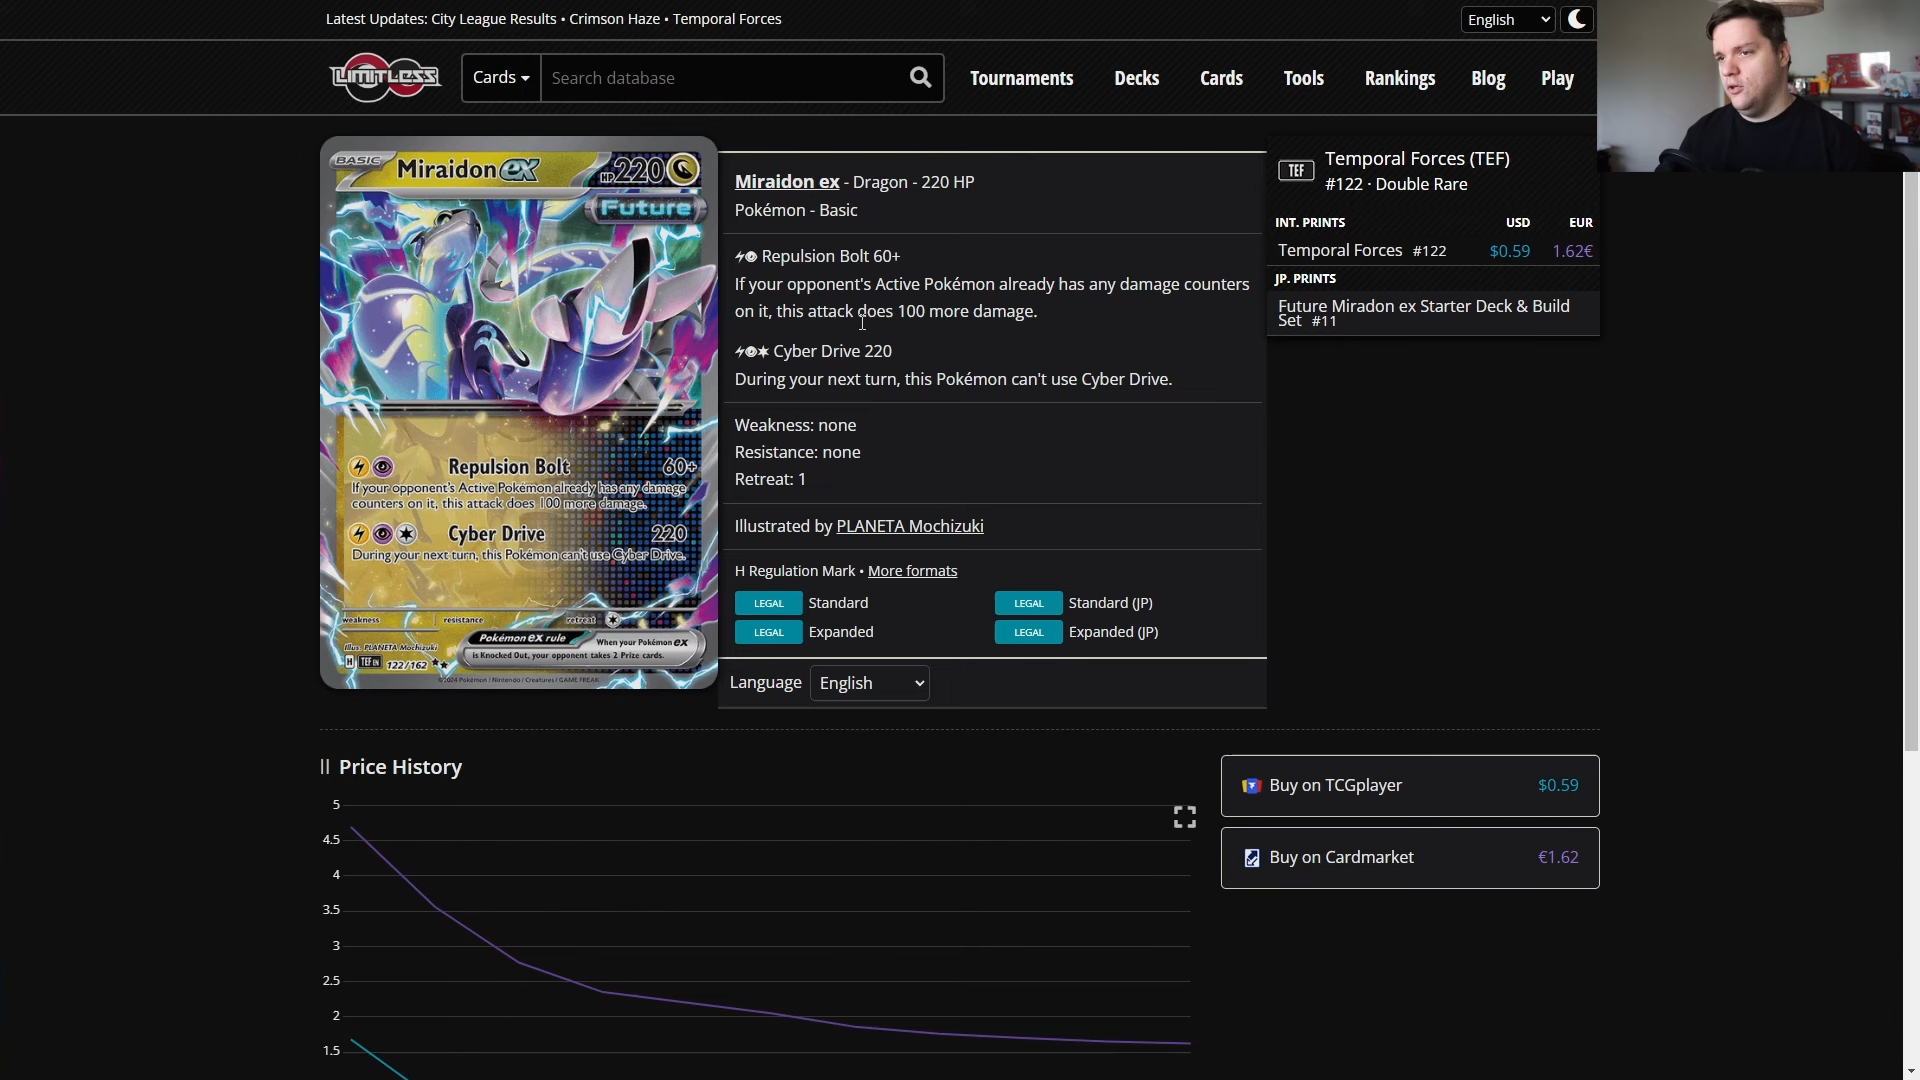 Latest Updates: City League Results • Crimson Haze • Temporal Forces
English
LIMITLESS
Cards
Search database
Tournaments
Decks
Cards
Tools
Rankings
Blog
Play
BASIC Miraidon ex HP 220
Future
Repulsion Bolt 60+
If your opponent's Active Pokémon already has any damage
counters on it, this attack does 100 more damage.
Cyber Drive 220
During your next turn, this Pokémon can't use Cyber Drive.
weakness resistance retreat
Pokémon ex rule
When your Pokémon ex
is Knocked Out, your opponent takes 2 Prize cards.
Illus. PLANETA Mochizuki
H TEF EN 122/162
©2024 Pokémon / Nintendo / Creatures / GAME FREAK
Miraidon ex - Dragon - 220 HP
Pokémon - Basic
Repulsion Bolt 60+
If your opponent's Active Pokémon already has any damage counters
on it, this attack does 100 more damage.
Cyber Drive 220
During your next turn, this Pokémon can't use Cyber Drive.
Weakness: none
Resistance: none
Retreat: 1
Illustrated by PLANETA Mochizuki
H Regulation Mark • More formats
LEGAL Standard
LEGAL Standard (JP)
LEGAL Expanded
LEGAL Expanded (JP)
Language English
TEF
Temporal Forces (TEF)
#122 · Double Rare
INT. PRINTS USD EUR
Temporal Forces #122 $0.59 1.62€
JP. PRINTS
Future Miradon ex Starter Deck & Build
Set #11
Price History
5
4.5
4
3.5
3
2.5
2
1.5
Buy on TCGplayer $0.59
Buy on Cardmarket €1.62